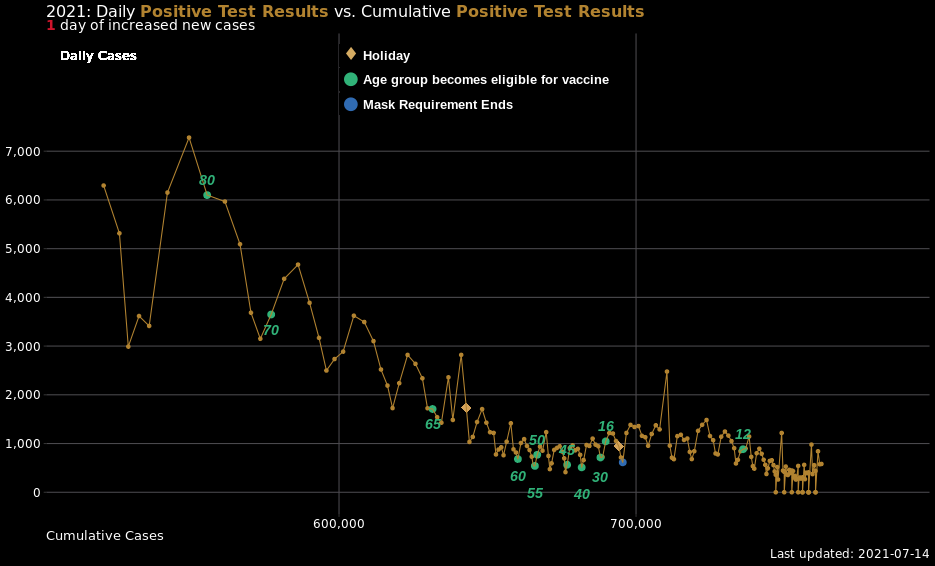 2021: Daily Positive Test Results vs. Cumulative Positive Test Results
1 day of increased new cases
Daily Cases
Holiday
Age group becomes eligible for vaccine
Mask Requirement Ends
7,000
6,000
5,000
4,000
3,000
2,000
1,000
0
80
70
65
60
50
55
45
40
30
16
12
600,000
700,000
Cumulative Cases
Last updated: 2021-07-14